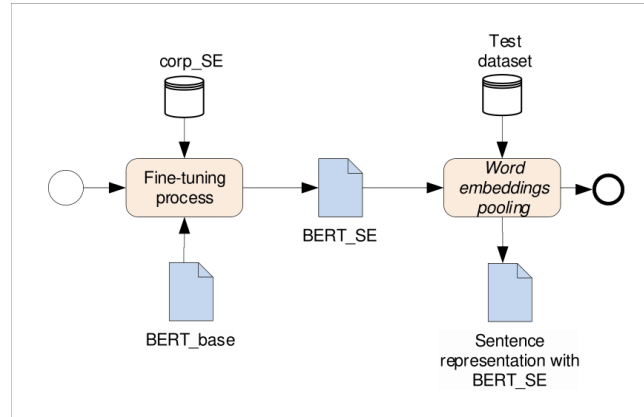 corp_SE
Test
dataset
Fine-tuning
process
Word
embeddings
pooling
BERT_SE
BERT_base
Sentence
representation with
BERT_SE